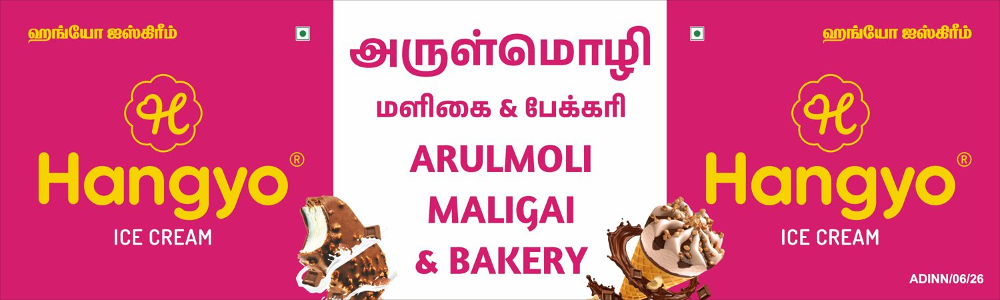 ஹங்யோ ஐஸ்கிரீம்
H
Hangyo®
ICE CREAM
அருள்மொழி
மளிகை & பேக்கரி
ARULMOLI
MALIGAI
& BAKERY
ஹங்யோ ஐஸ்கிரீம்
H
Hangyo®
ICE CREAM
ADINN/06/26